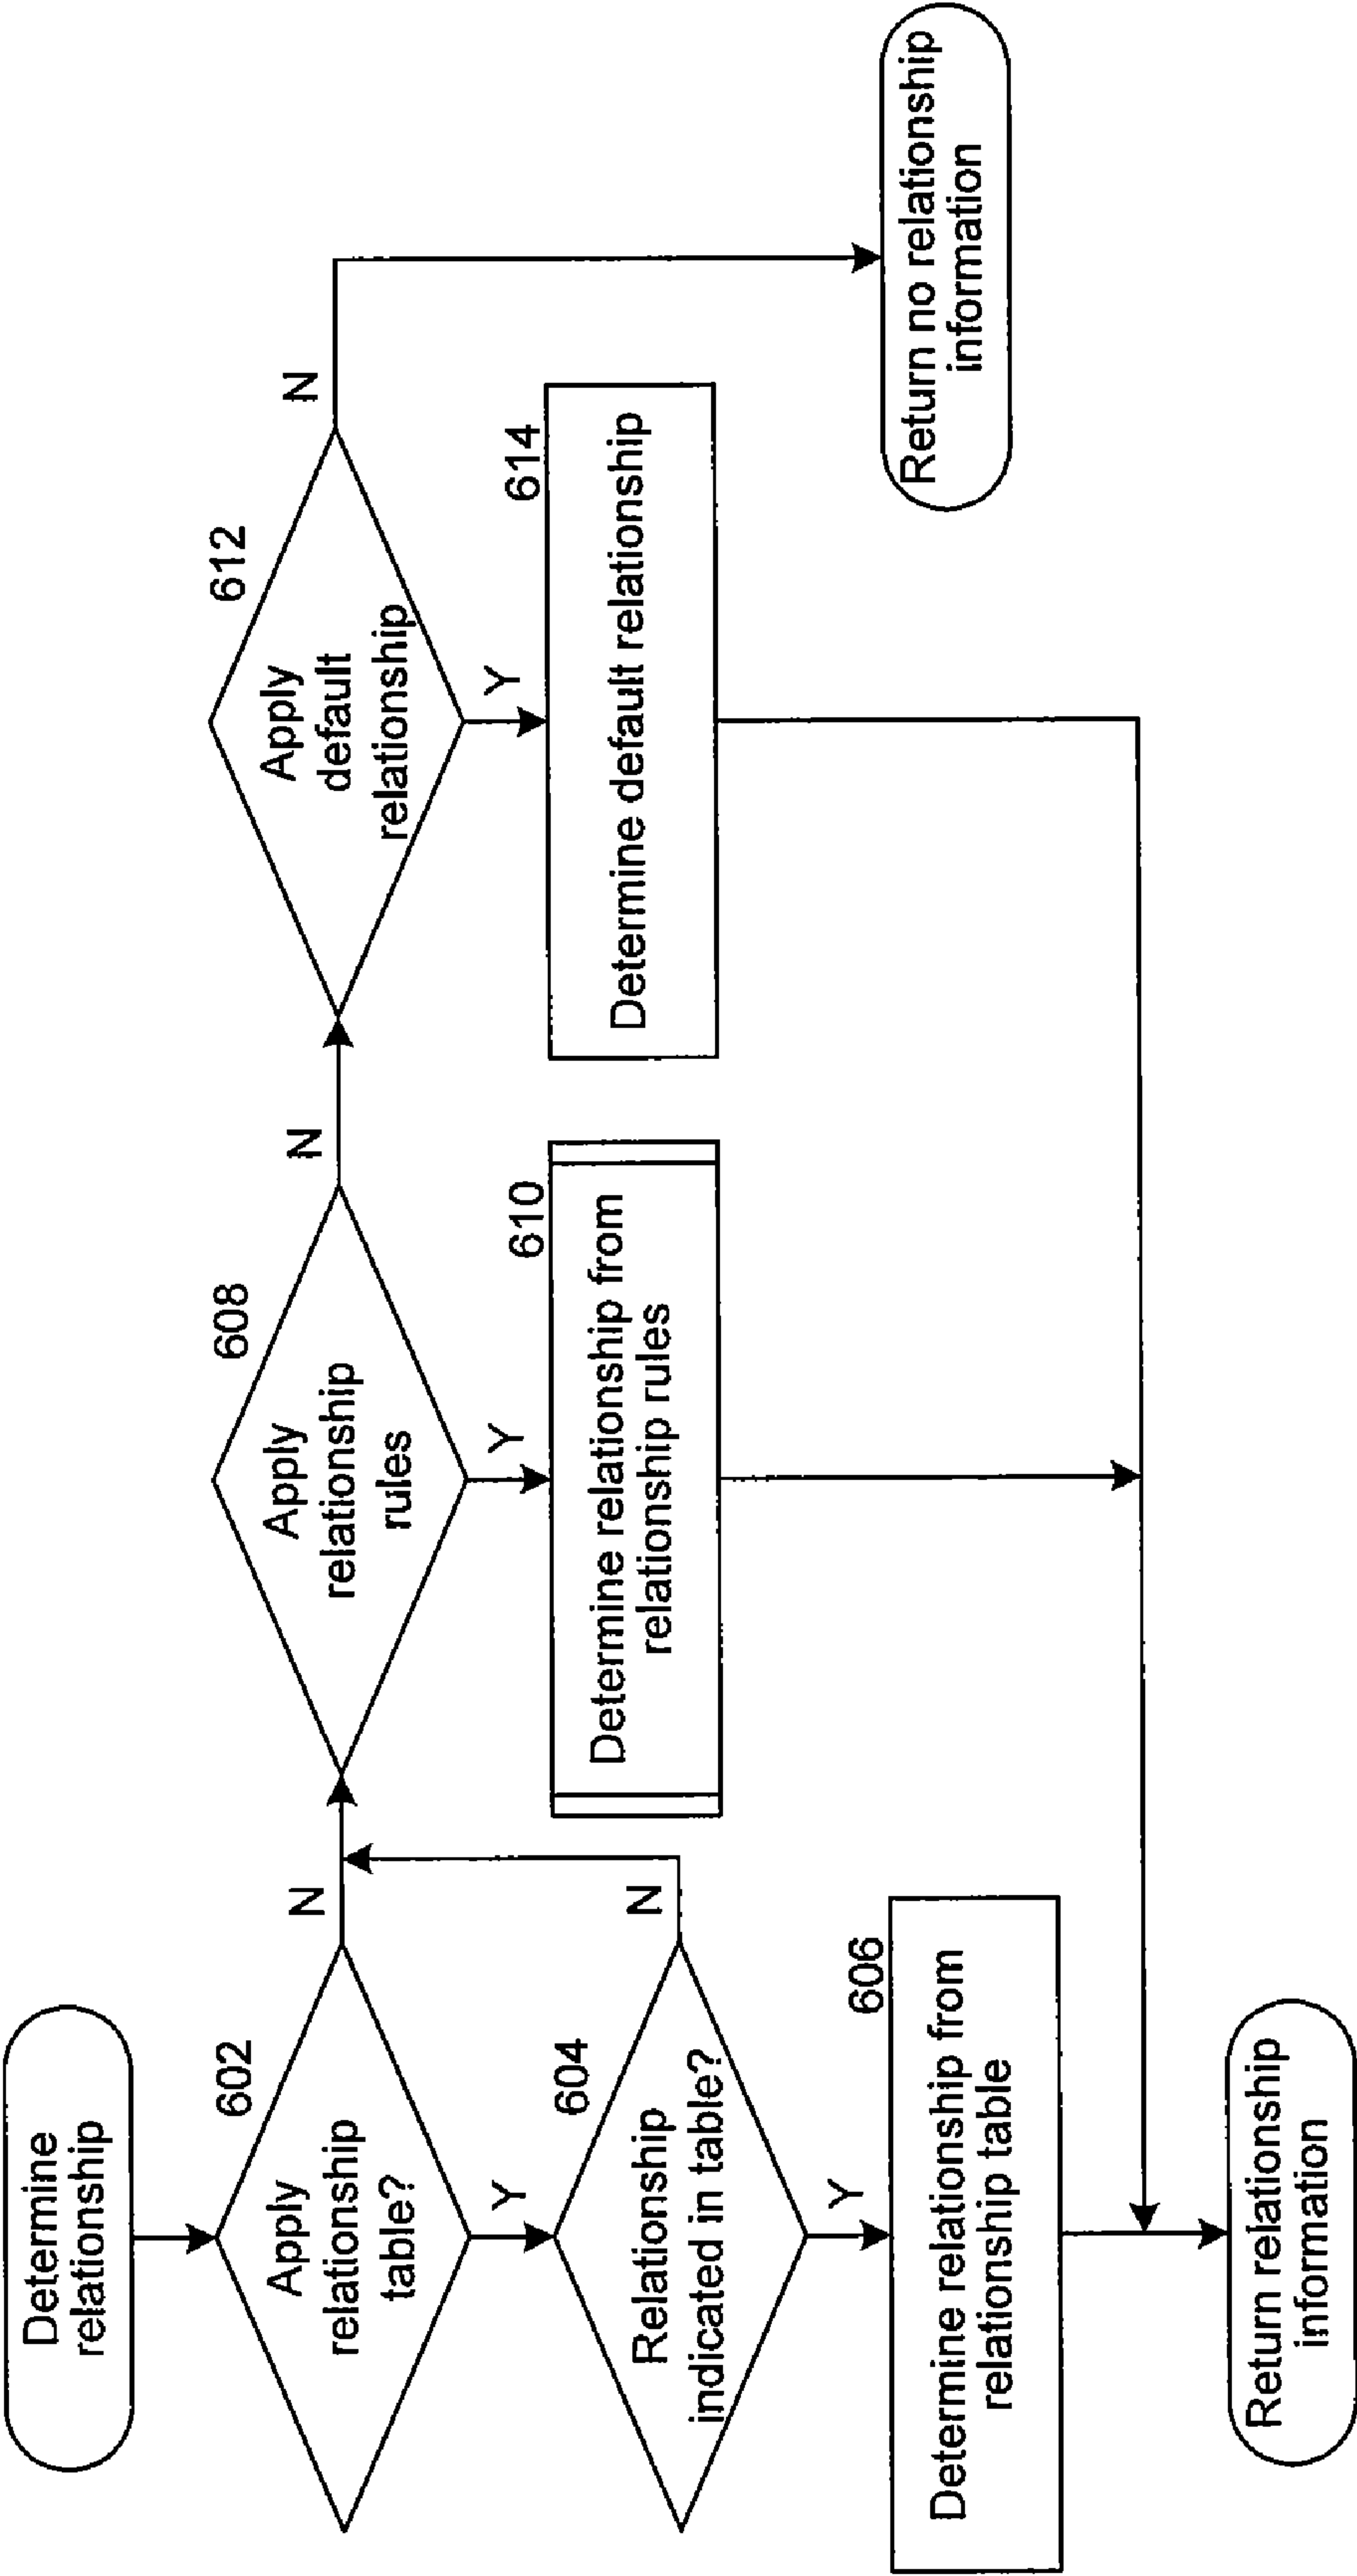 Determine
relationship
602
Apply
relationship
table?
N
Y
604
Relationship
indicated in table?
N
Y
606
Determine relationship from
relationship table
Return relationship
information
608
Apply
relationship
rules
N
Y
610
Determine relationship from
relationship rules
612
Apply
default
relationship
N
Y
614
Determine default relationship
Return no relationship
information